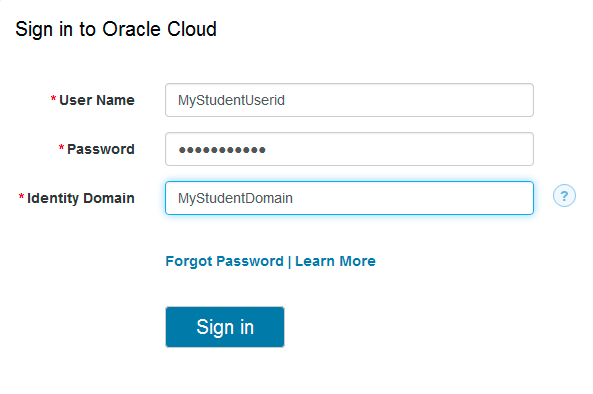 Sign in to Oracle Cloud
* User Name MyStudentUserid
* Password •••••••••••
* Identity Domain MyStudentDomain ?
Forgot Password | Learn More
Sign in